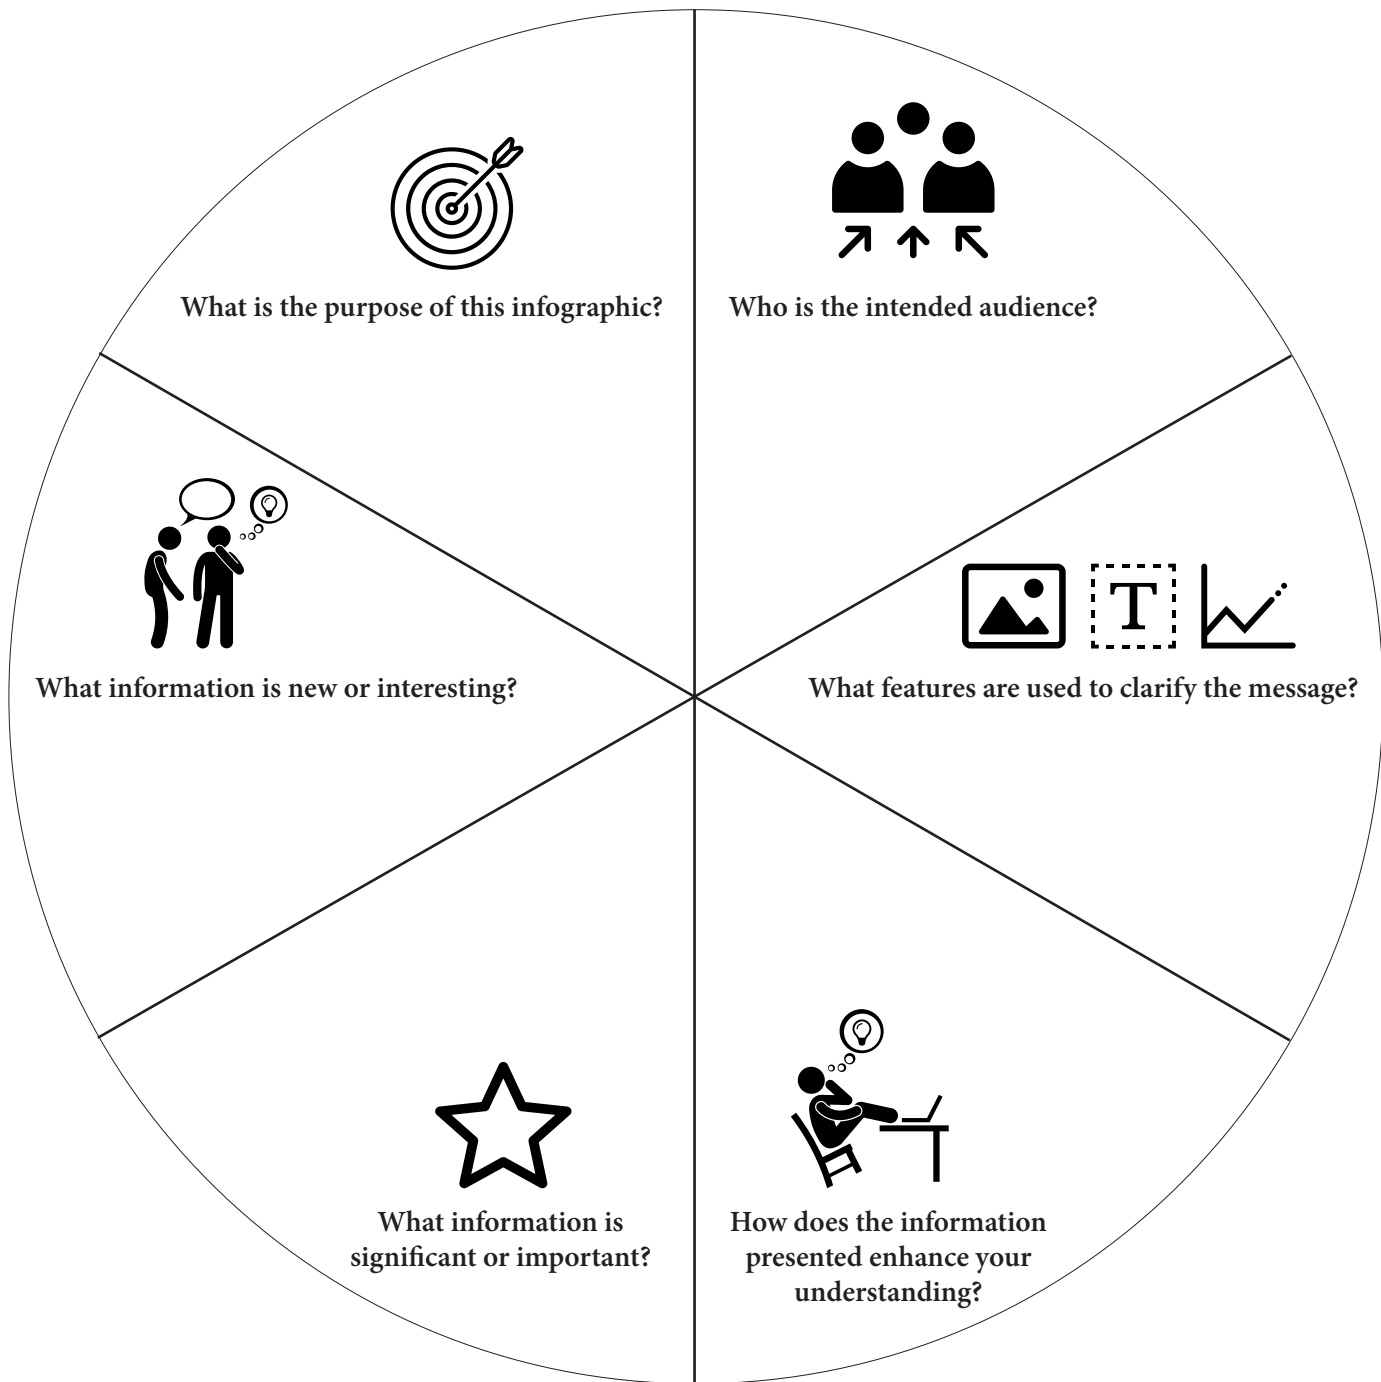 What is the purpose of this infographic?
Who is the intended audience?
What information is new or interesting?
T
What features are used to clarify the message?
What information is
significant or important?
How does the information
presented enhance your
understanding?